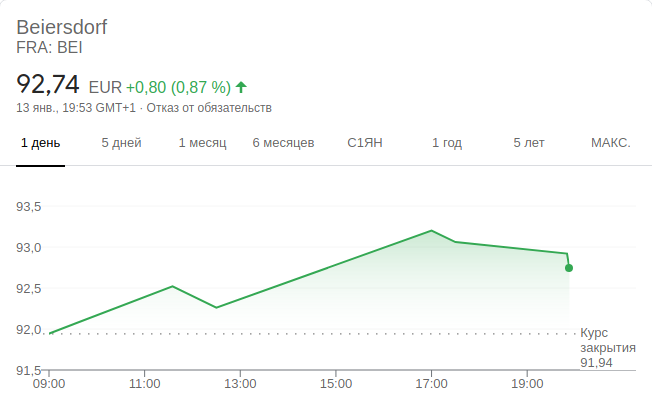 Beiersdorf
FRA: BEI
92,74 EUR +0,80 (0,87 %)
13 янв., 19:53 GMT+1 · Отказ от обязательств
1 день 5 дней 1 месяц 6 месяцев С1ЯН 1 год 5 лет МАКС.
93,5
93,0
92,5
92,0
Курс
закрытия
91,94
91,5
09:00 11:00 13:00 15:00 17:00 19:00